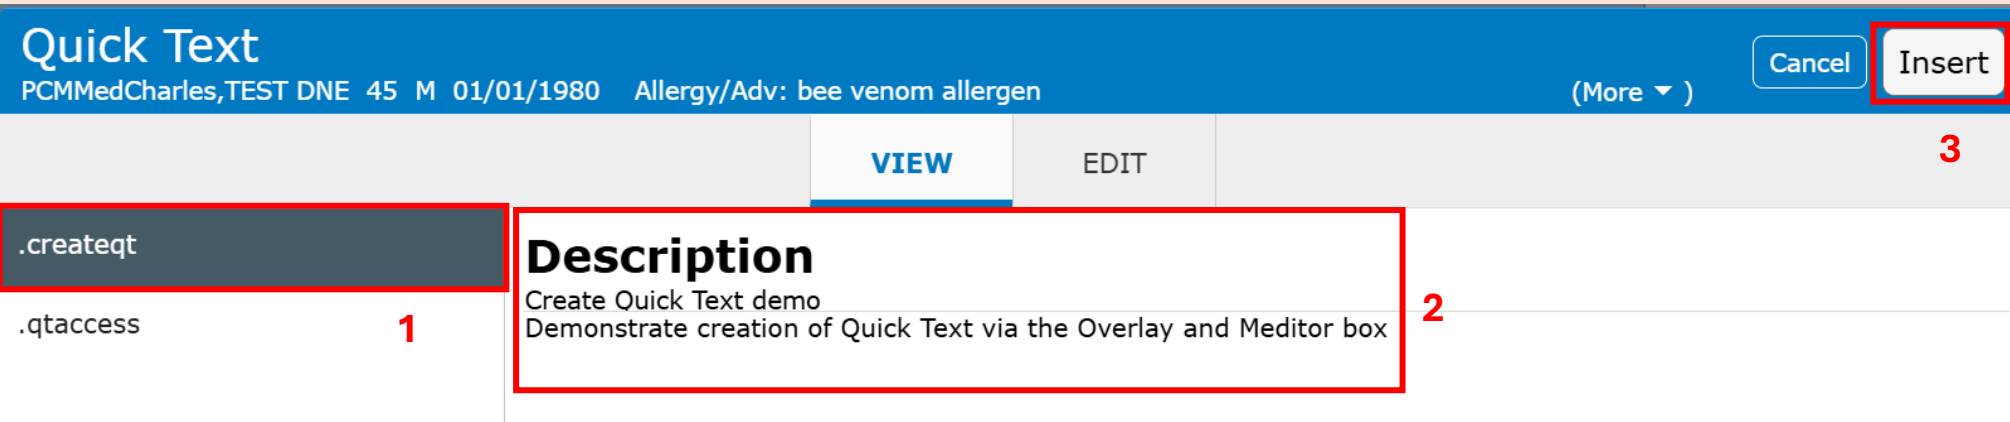 Quick Text
PCMMedCharles,TEST DNE 45 M 01/01/1980 Allergy/Adv: bee venom allergen
(More ▼ )
Cancel
Insert
3
VIEW
EDIT
.createqt
.qtaccess
1
Description
Create Quick Text demo
Demonstrate creation of Quick Text via the Overlay and Meditor box
2